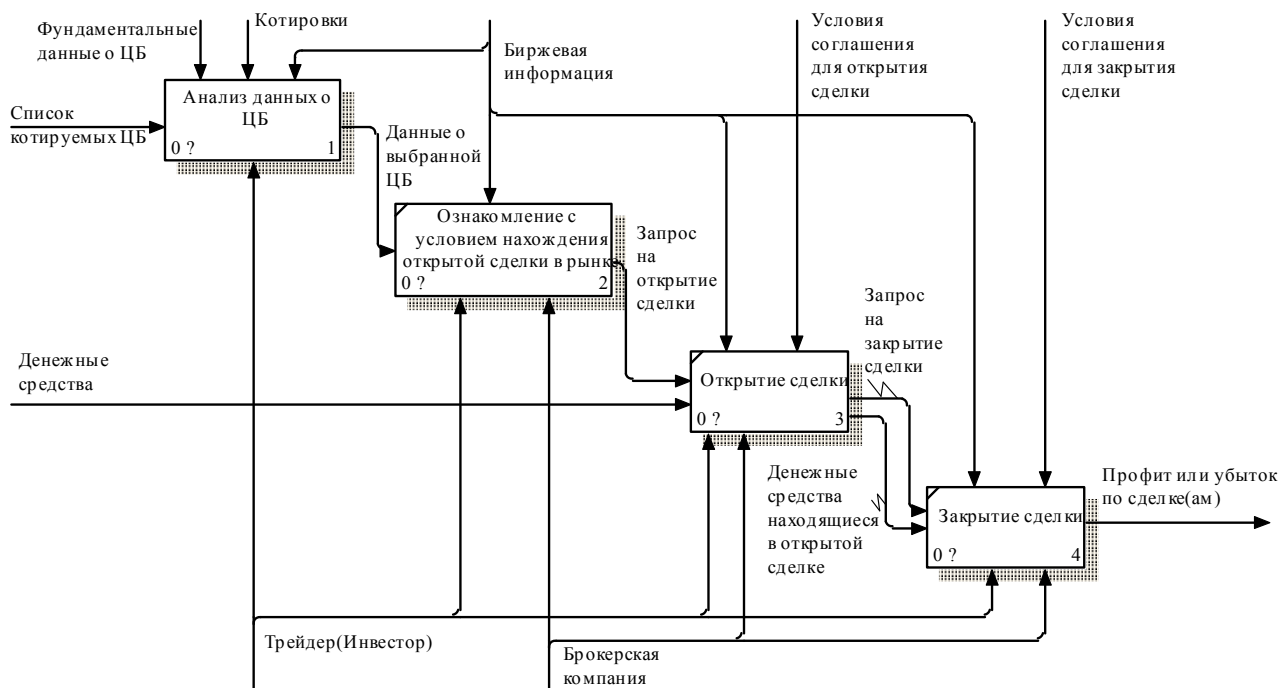 Фундаментальные
данные о ЦБ
Котировки
Биржевая
информация
Условия
соглашения
для открытия
сделки
Условия
соглашения
для закрытия
сделки
Список
котируемых ЦБ
Анализ данных о
ЦБ
0 ?
1
Данные о
выбранной
ЦБ
Ознакомление с
условием нахождения
открытой сделки в рынке
0 ?
2
Запрос
на
открытие
сделки
Денежные
средства
Запрос
на
закрытие
сделки
Открытие сделки
0 ?
3
Денежные
средства
находящиеся
в открытой
сделке
Закрытие сделки
0 ?
4
Профит или убыток
по сделке(ам)
Трейдер(Инвестор)
Брокерская
компания